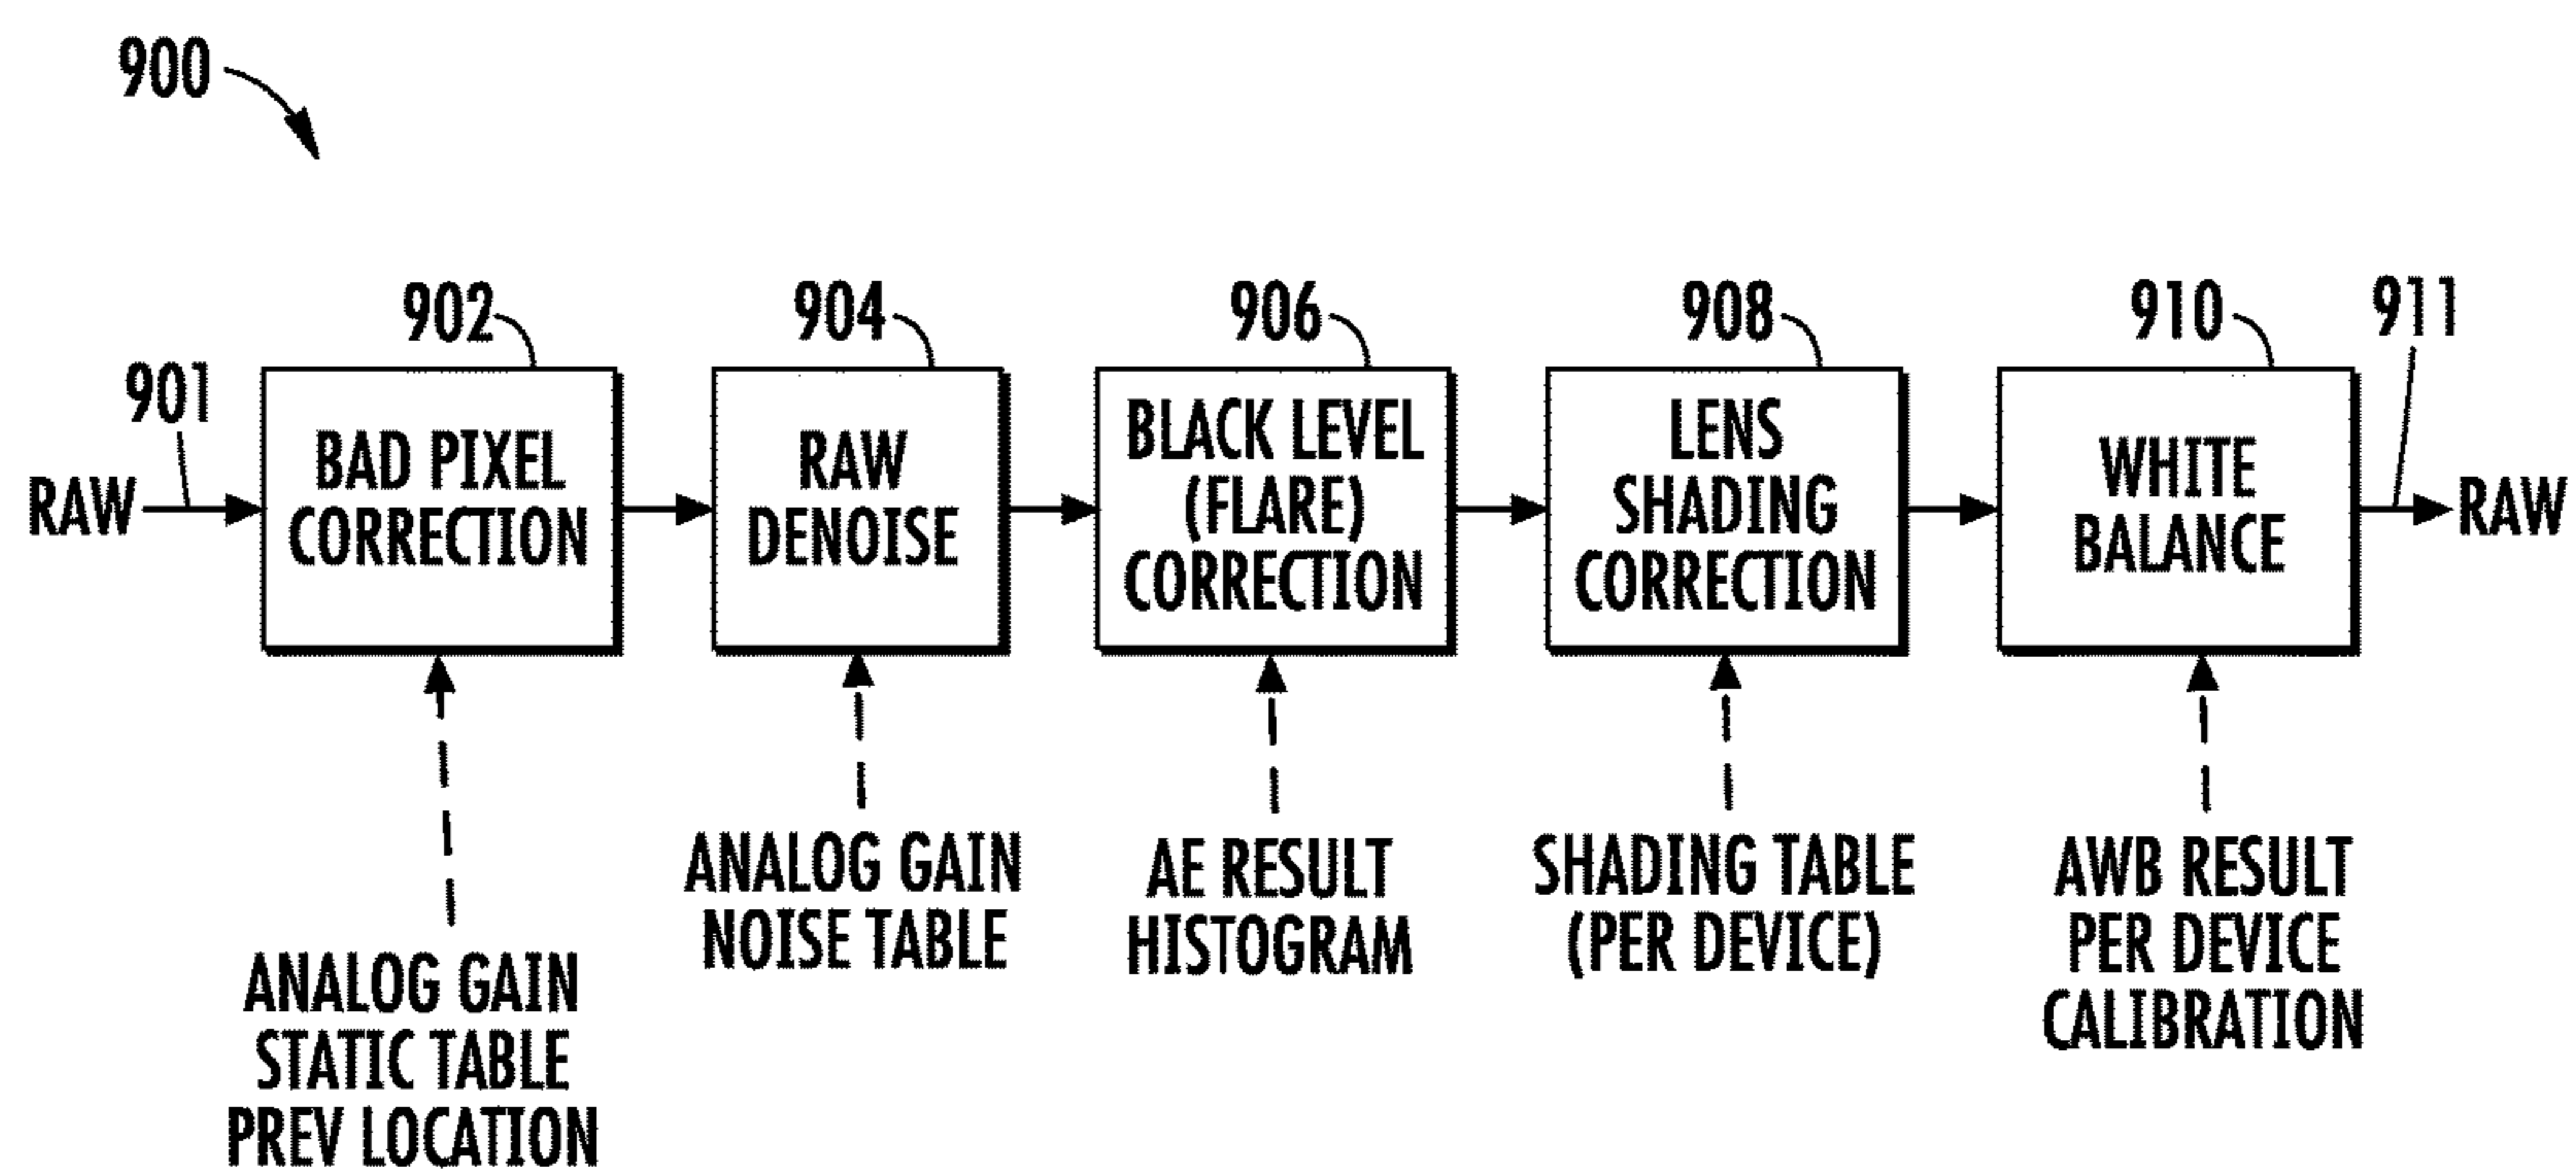 900
902
904
906
908
910
911
901
RAW
BAD PIXEL
CORRECTION
RAW
DENOISE
BLACK LEVEL
(FLARE)
CORRECTION
LENS
SHADING
CORRECTION
WHITE
BALANCE
RAW
ANALOG GAIN
STATIC TABLE
PREV LOCATION
ANALOG GAIN
NOISE TABLE
AE RESULT
HISTOGRAM
SHADING TABLE
(PER DEVICE)
AWB RESULT
PER DEVICE
CALIBRATION